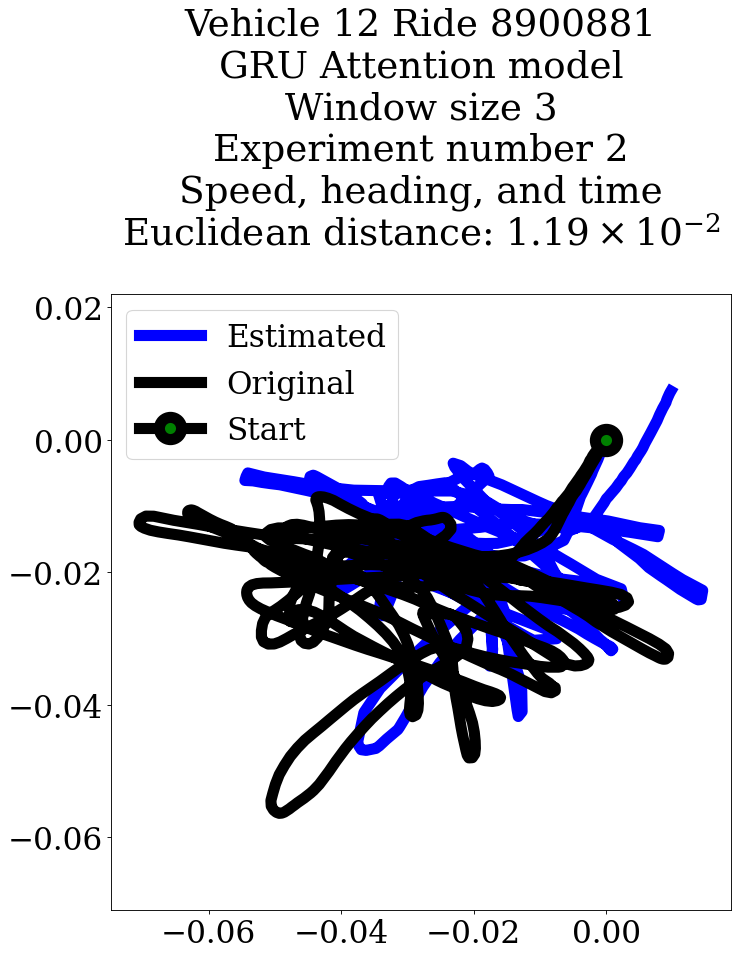 Vehicle 12 Ride 8900881
GRU Attention model
Window size 3
Experiment number 2
Speed, heading, and time
Euclidean distance: 1.19 × 10⁻²
0.02
Estimated
Original
Start
0.00
−0.02
−0.04
−0.06
−0.06 −0.04 −0.02 0.00